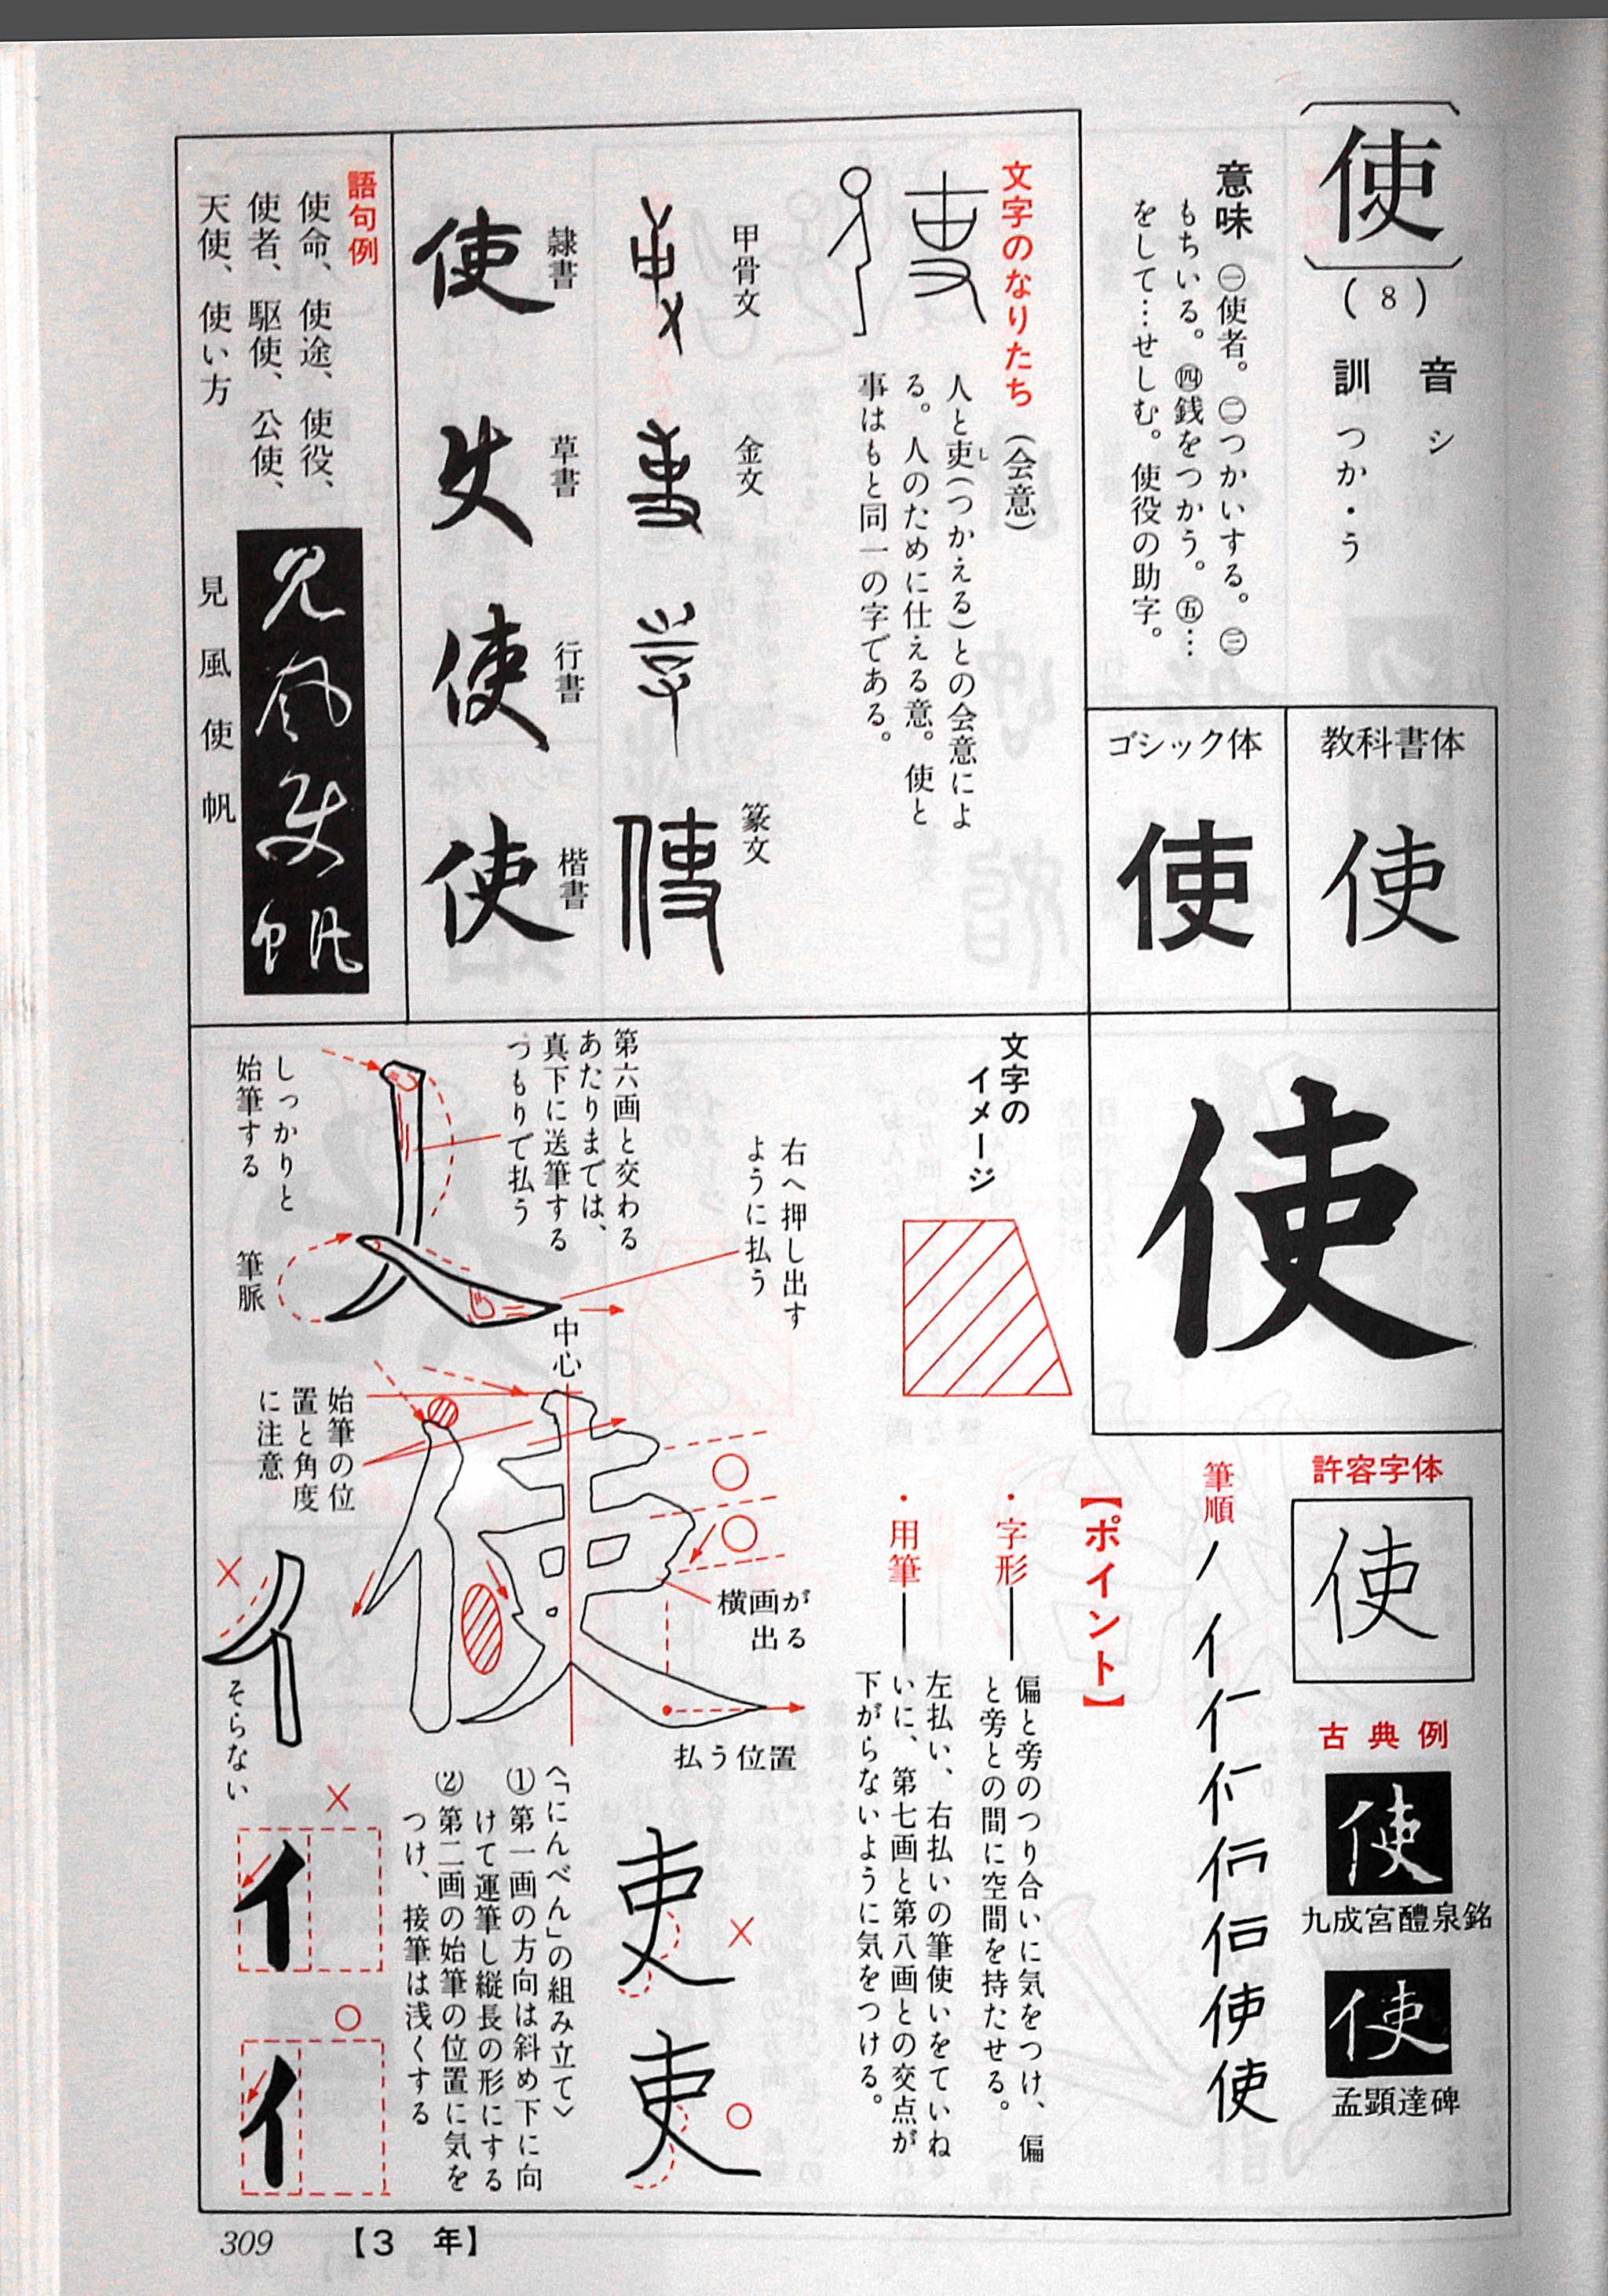 使
(8)
音 シ
訓 つか・う
意味 ㊀使者。㊁つかいする。㊂
もちいる。㊃銭をつかう。㊄…
をして…せしむ。使役の助字。
教科書体
使
ゴシック体
使
文字のなりたち（会意）
人と吏(つかえる)との会意によ
し
る。人のために仕える意。使と
事はもと同一の字である。
甲骨文
金文
篆文
隷書
使
草書
使
行書
使
楷書
使
語句例
使命、使途、使役、
使者、駆使、公使、
天使、使い方
見風使帆
見風使帆
使
許容字体
使
古典例
使
九成宮醴泉銘
使
孟顕達碑
筆順
使
【ポイント】
・字形——偏と旁のつり合いに気をつけ、偏
と旁との間に空間を持たせる。
・用筆——左払い、右払いの筆使いをていね
いに、第七画と第八画との交点が
下がらないように気をつける。
文字の
イメージ
右へ押し出す
ように払う
第六画と交わる
あたりまでは、
真下に送筆する
つもりで払う
しっかりと
始筆する
筆脈
中心
始筆の位
置と角度
に注意
横画が
出る
払う位置
そらない
吏
吏
〈「にんべん」の組み立て〉
①第一画の方向は斜め下に向
けて運筆し縦長の形にする
②第二画の始筆の位置に気を
つけ、接筆は浅くする
イ
イ
イ
309
【3 年】